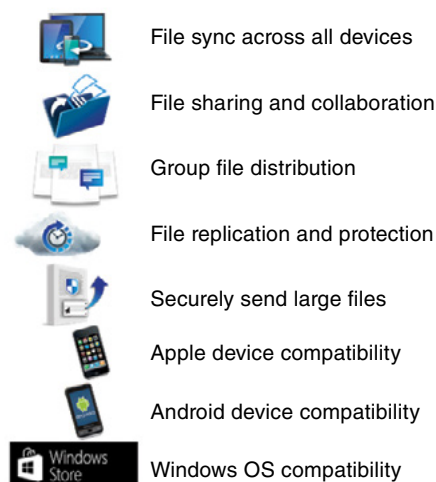 File sync across all devices
File sharing and collaboration
Group file distribution
File replication and protection
Securely send large files
Apple device compatibility
Android device compatibility
Windows
Store
Windows OS compatibility